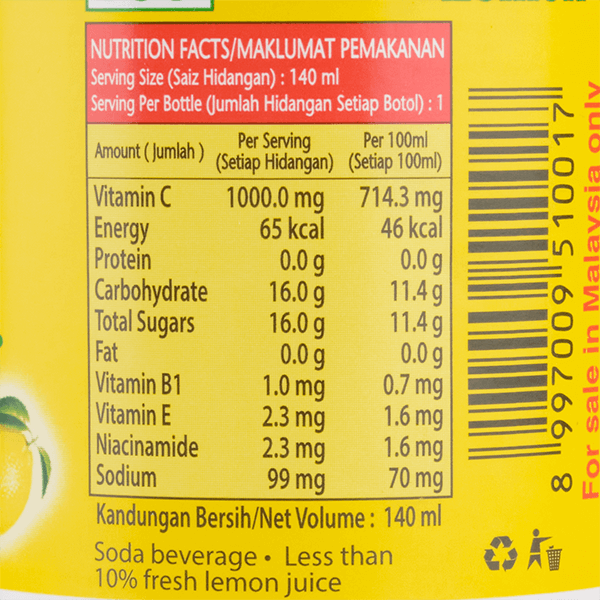 NUTRITION FACTS/MAKLUMAT PEMAKANAN
Serving Size (Saiz Hidangan) : 140 ml
Serving Per Bottle (Jumlah Hidangan Setiap Botol) : 1
Amount ( Jumlah ) Per Serving (Setiap Hidangan) Per 100ml (Setiap 100ml)
Vitamin C 1000.0 mg 714.3 mg
Energy 65 kcal 46 kcal
Protein 0.0 g 0.0 g
Carbohydrate 16.0 g 11.4 g
Total Sugars 16.0 g 11.4 g
Fat 0.0 g 0.0 g
Vitamin B1 1.0 mg 0.7 mg
Vitamin E 2.3 mg 1.6 mg
Niacinamide 2.3 mg 1.6 mg
Sodium 99 mg 70 mg
Kandungan Bersih/Net Volume : 140 ml
Soda beverage • Less than
10% fresh lemon juice
8 997009 510017
For sale in Malaysia only